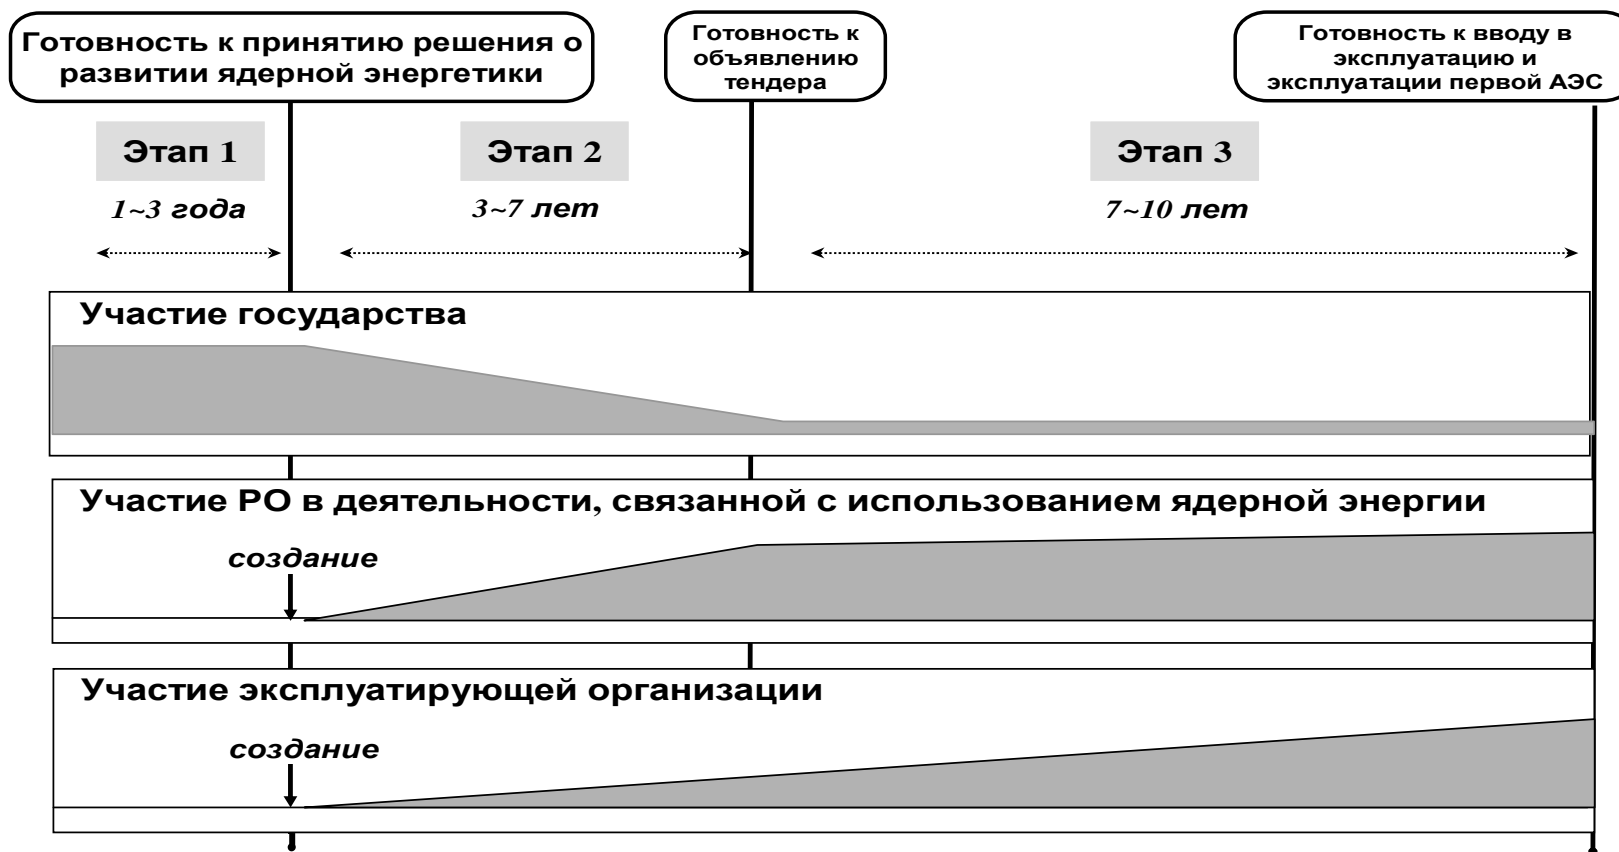 Готовность к принятию решения о
развитии ядерной энергетики
Готовность к
объявлению
тендера
Готовность к вводу в
эксплуатацию и
эксплуатации первой АЭС
Этап 1
Этап 2
Этап 3
1~3 года
3~7 лет
7~10 лет
Участие государства
Участие РО в деятельности, связанной с использованием ядерной энергии
создание
Участие эксплуатирующей организации
создание